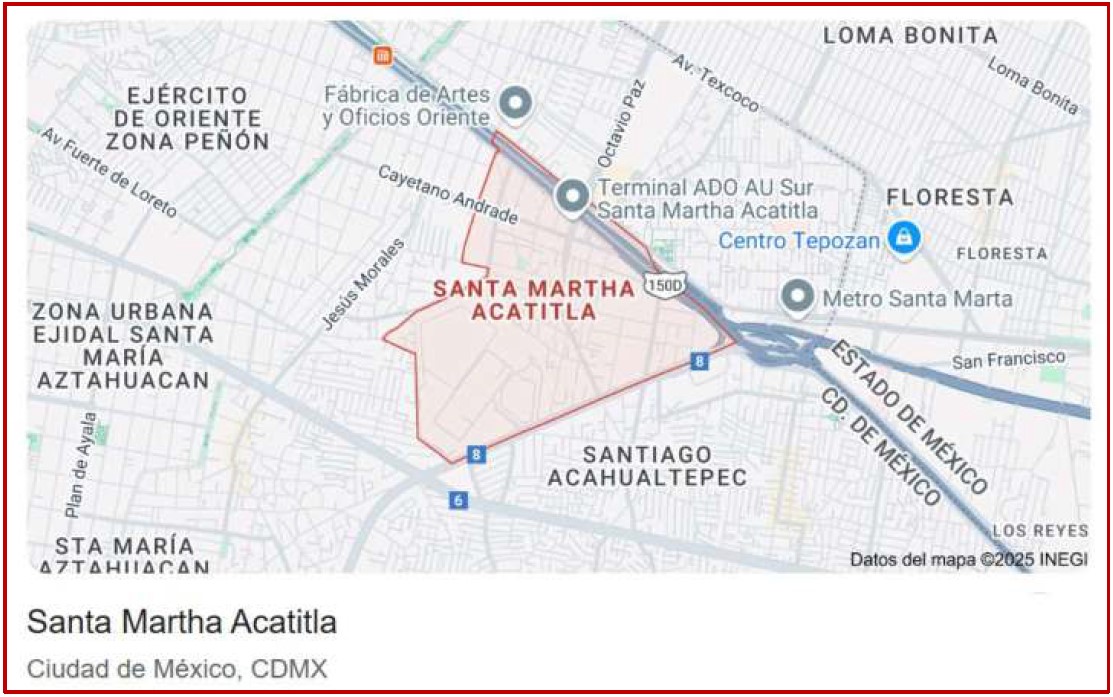 LOMA BONITA
Loma Bonita
Av. Texcoco
EJÉRCITO
DE ORIENTE
ZONA PEÑÓN
Fábrica de Artes
y Oficios Oriente
Octavio Paz
Av Fuerte de Loreto
Cayetano Andrade
Terminal ADO AU Sur
Santa Martha Acatitla
FLORESTA
Centro Tepozan
FLORESTA
Jesús Morales
SANTA MARTHA
ACATITLA
150D
Metro Santa Marta
ZONA URBANA
EJIDAL SANTA
MARÍA
AZTAHUACAN
8
San Francisco
ESTADO DE MÉXICO
CD. DE MÉXICO
Plan de Ayala
8
SANTIAGO
ACAHUALTEPEC
6
LOS REYES
STA MARÍA
AZTAHUACAN
Datos del mapa ©2025 INEGI
Santa Martha Acatitla
Ciudad de México, CDMX